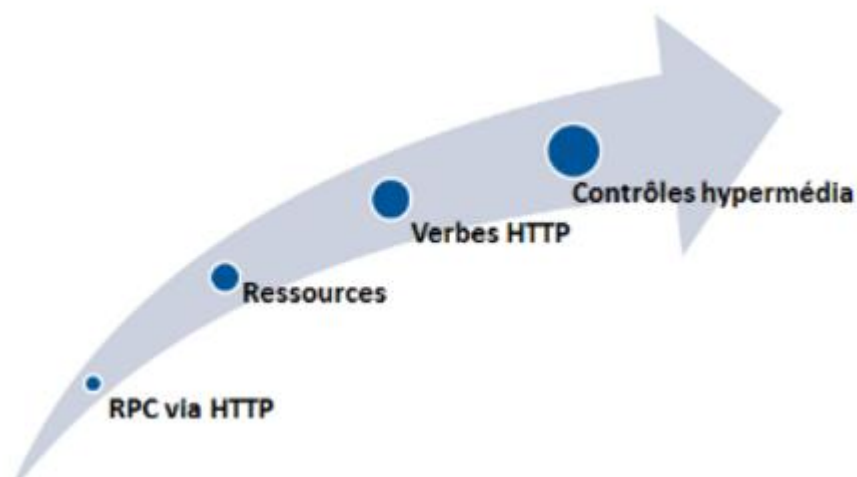 Contrôles hypermédia
Verbes HTTP
Ressources
RPC via HTTP